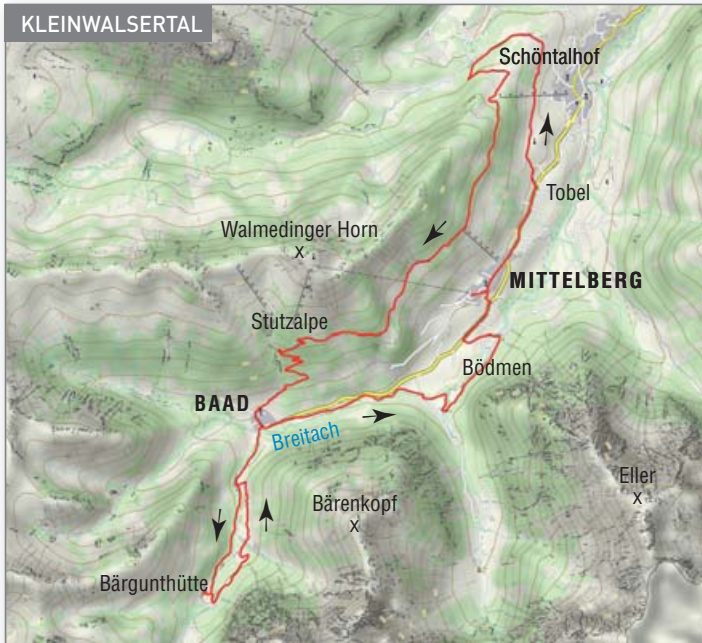 KLEINWALSERTAL
Schöntalhof
Tobel
Walmedinger Horn
x
MITTELBERG
Stutzalpe
Bödmen
BAAD
Breitach
Eller
x
Bärenkopf
x
Bärgunthütte